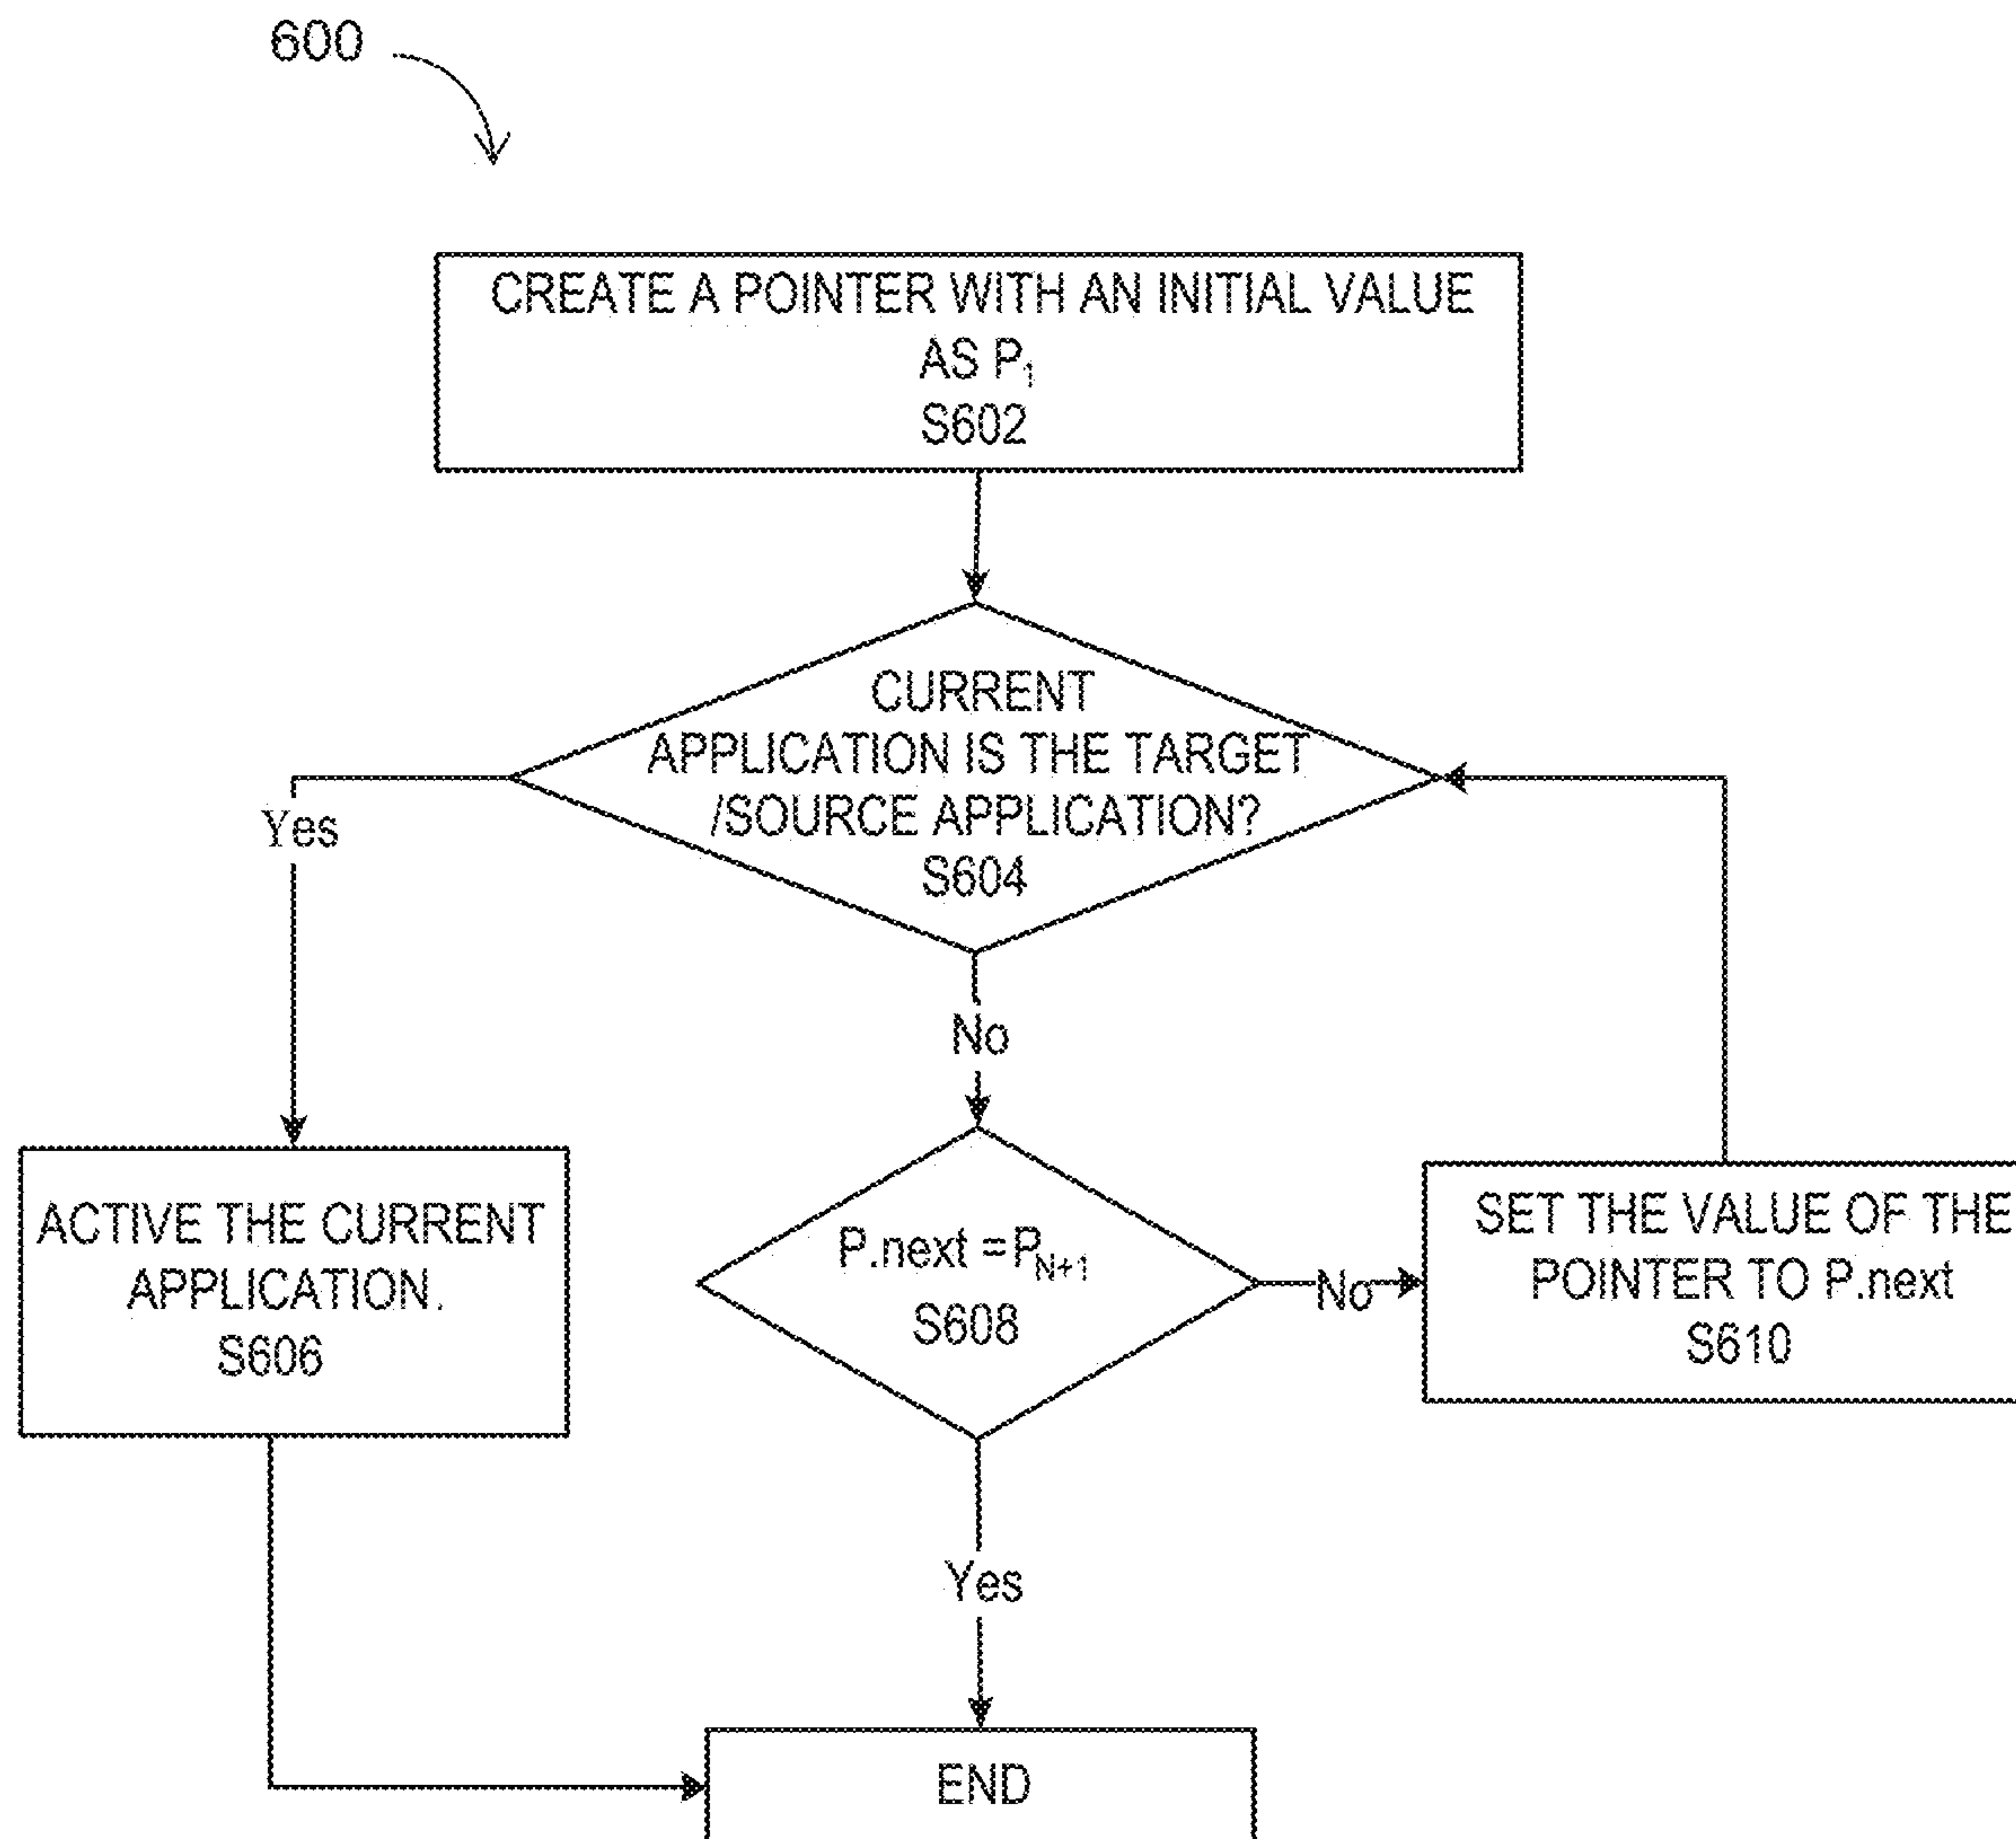 600
CREATE A POINTER WITH AN INITIAL VALUE
AS P₁
S602
CURRENT
APPLICATION IS THE TARGET
/SOURCE APPLICATION?
S604
Yes
No
ACTIVE THE CURRENT
APPLICATION.
S606
P.next =P_N+1
S608
No
SET THE VALUE OF THE
POINTER TO P.next
S610
Yes
END